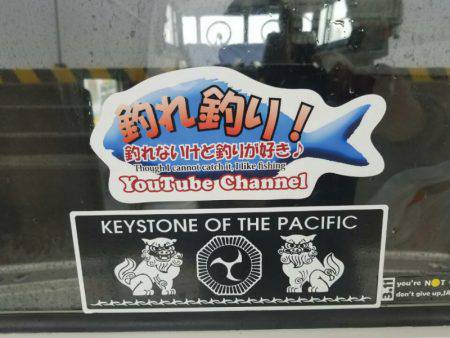 釣れ釣り!
釣れないけど釣りが好き♪
Though I cannot catch it, I like fishing
YouTube Channel
KEYSTONE OF THE PACIFIC
3.11
you're NOT
don't give up,JA